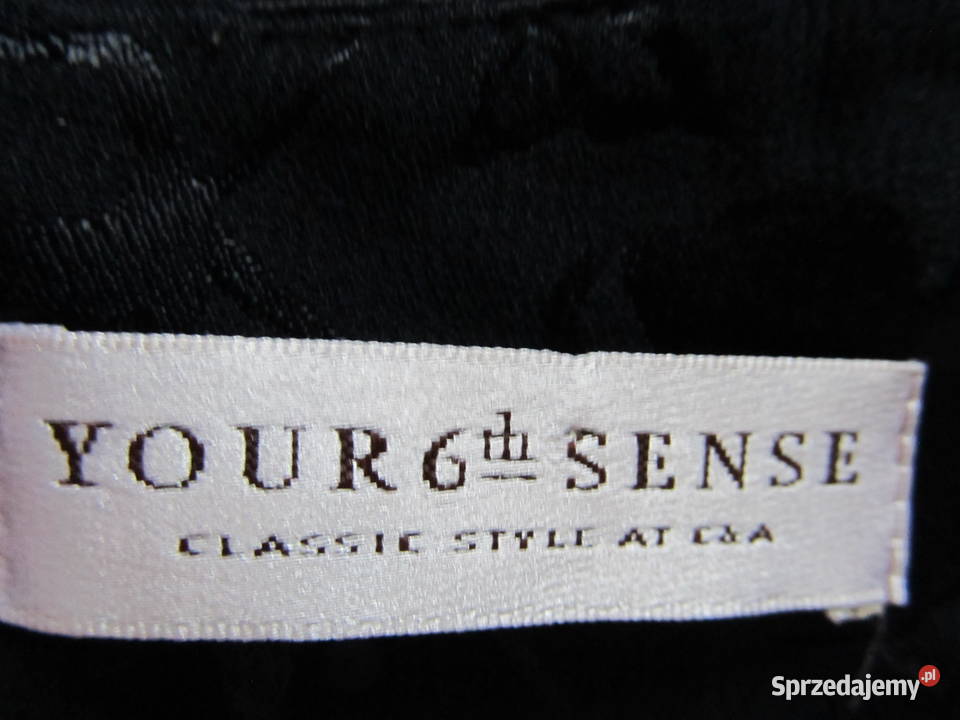 YOUR 6th SENSE
CLASSIC STYLE AT C&A
Sprzedajemy.pl